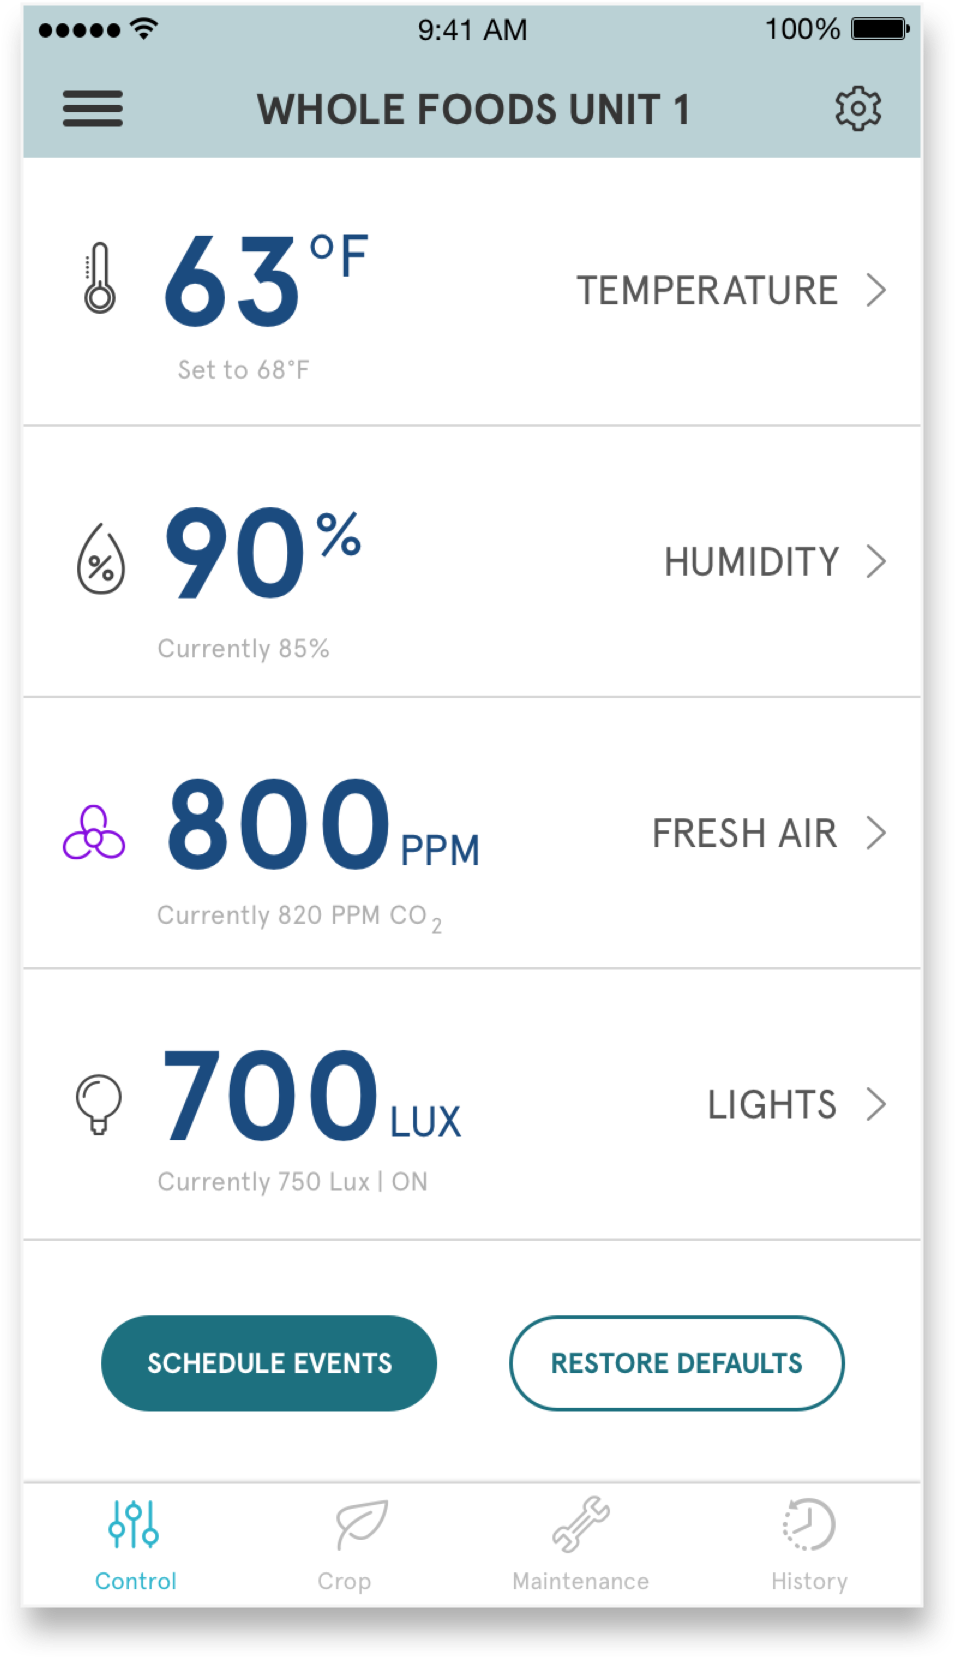 9:41 AM 100%
WHOLE FOODS UNIT 1
63 °F
TEMPERATURE
Set to 68°F
%
90 %
HUMIDITY
Currently 85%
800 PPM
FRESH AIR
Currently 820 PPM CO2
700 LUX
LIGHTS
Currently 750 Lux | ON
SCHEDULE EVENTS RESTORE DEFAULTS
Control Crop Maintenance History